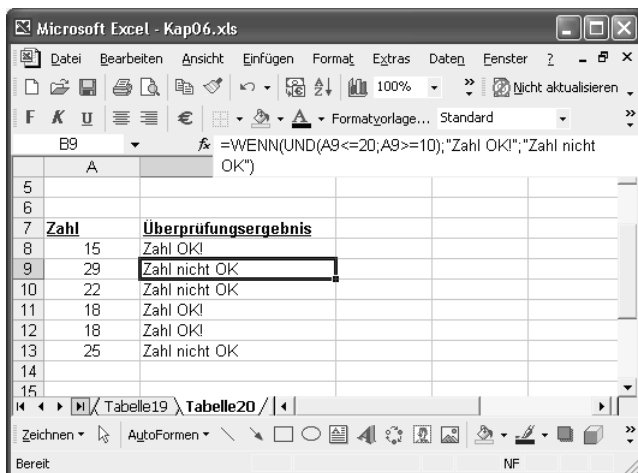 Microsoft Excel - Kap06.xls
Datei Bearbeiten Ansicht Einfügen Format Extras Daten Fenster ?
100% Nicht aktualisieren
F K U € A Formatvorlage... Standard
B9 fx =WENN(UND(A9<=20;A9>=10);"Zahl OK!";"Zahl nicht
OK")
A
5
6
7 Zahl Überprüfungsergebnis
8 15 Zahl OK!
9 29 Zahl nicht OK
10 22 Zahl nicht OK
11 18 Zahl OK!
12 18 Zahl OK!
13 25 Zahl nicht OK
14
15
Tabelle19 Tabelle20
Zeichnen AutoFormen
Bereit NF